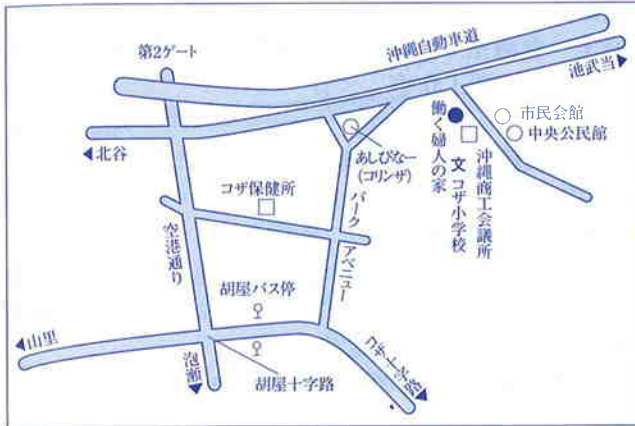 第2ゲート
沖縄自動車道
池武当
北谷
あしびなー
(コリンザ)
働く婦人の家
市民会館
中央公民館
沖縄商工会議所
文 コザ小学校
コザ保健所
パークアベニュー
空港通り
胡屋バス停
山里
泡瀬
胡屋十字路
コザ十字路